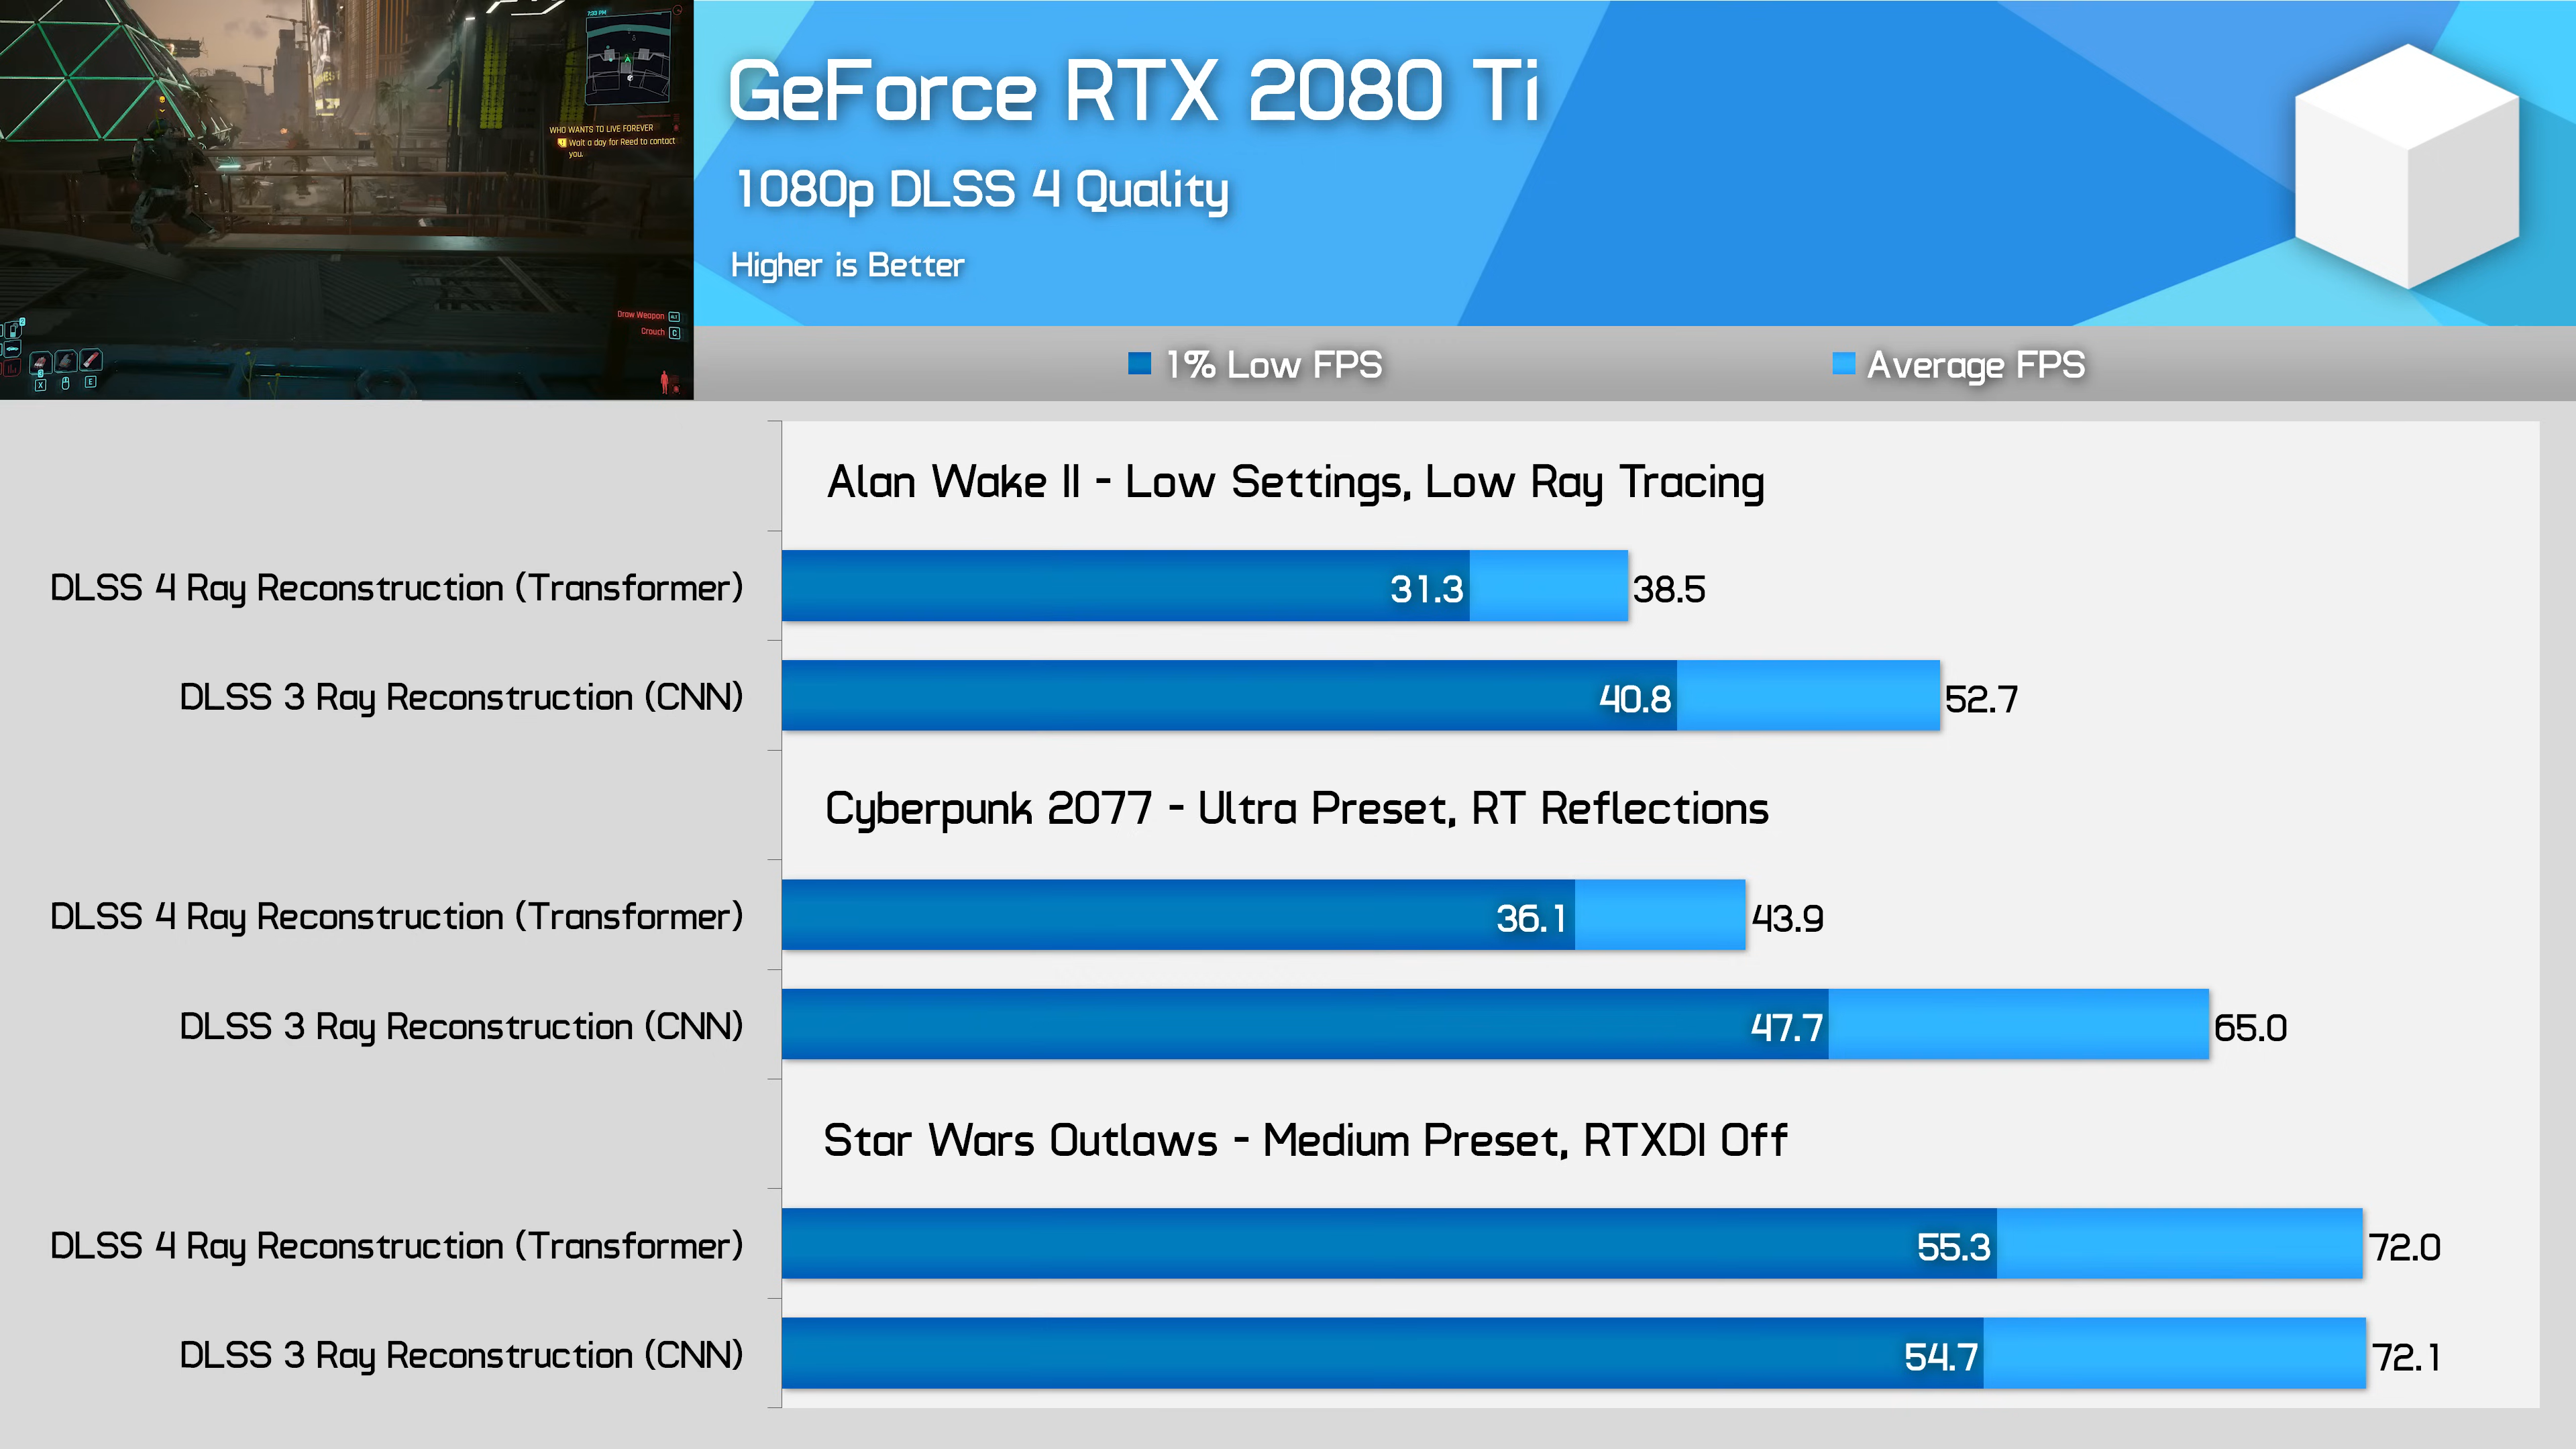 7:33 PM
WHO WANTS TO LIVE FOREVER
Wait a day for Reed to contact
you.
Draw Weapon
Crouch C
X E
GeForce RTX 2080 Ti
1080p DLSS 4 Quality
Higher is Better
1% Low FPS Average FPS
Alan Wake II - Low Settings, Low Ray Tracing
DLSS 4 Ray Reconstruction (Transformer) 31.3 38.5
DLSS 3 Ray Reconstruction (CNN) 40.8 52.7
Cyberpunk 2077 - Ultra Preset, RT Reflections
DLSS 4 Ray Reconstruction (Transformer) 36.1 43.9
DLSS 3 Ray Reconstruction (CNN) 47.7 65.0
Star Wars Outlaws - Medium Preset, RTXDI Off
DLSS 4 Ray Reconstruction (Transformer) 55.3 72.0
DLSS 3 Ray Reconstruction (CNN) 54.7 72.1